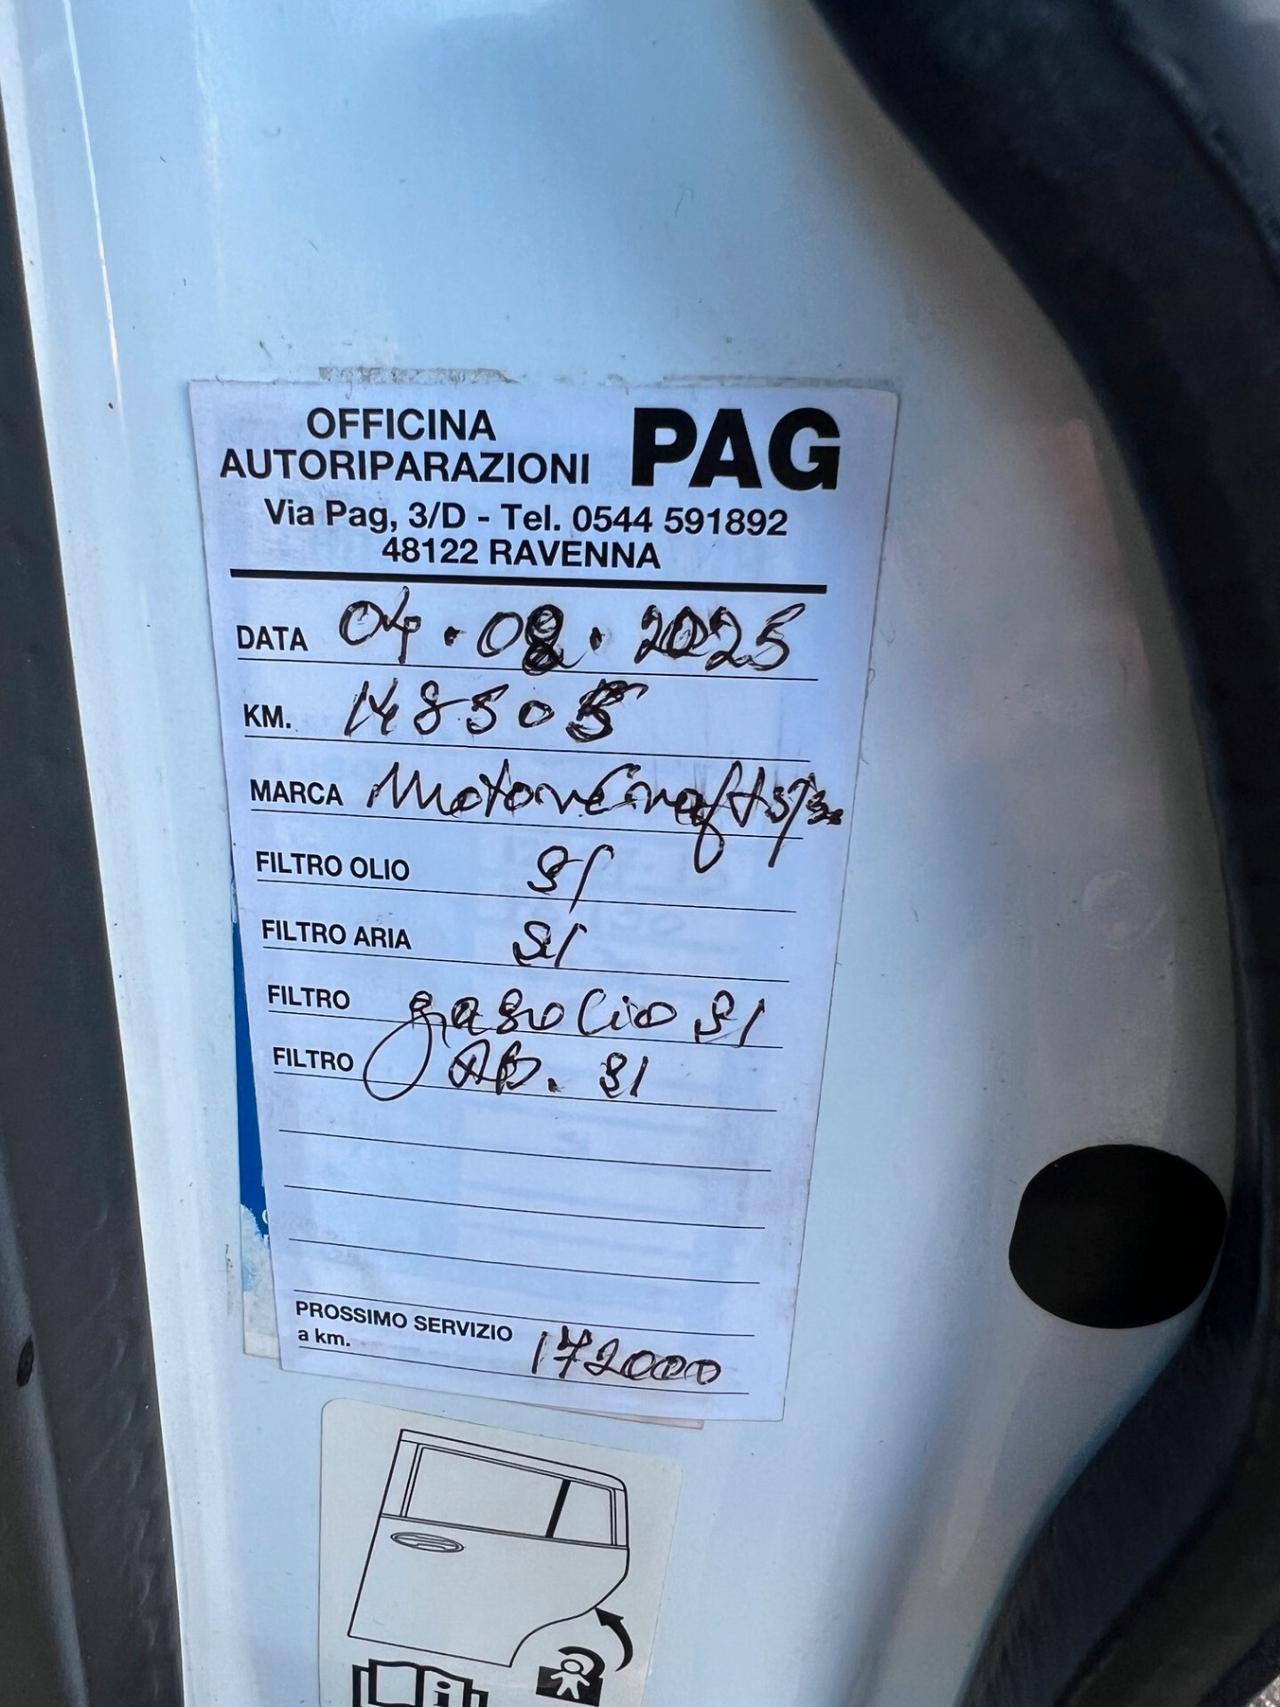 OFFICINA
AUTORIPARAZIONI PAG
Via Pag, 3/D - Tel. 0544 591892
48122 RAVENNA
DATA 04.08.2025
KM. 148505
MARCA Motorcraft
FILTRO OLIO SI
FILTRO ARIA SI
FILTRO gasolio SI
FILTRO AB. SI
PROSSIMO SERVIZIO
a km. 172000
i